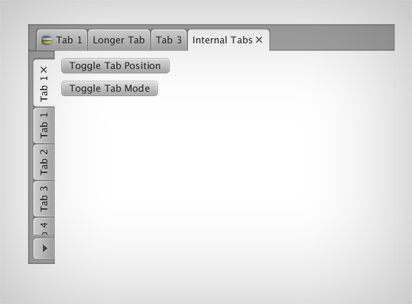 Tab 1 Longer Tab Tab 3 Internal Tabs ×
Toggle Tab Position
Toggle Tab Mode
Tab 1 ×
Tab 1
Tab 2
Tab 3
4